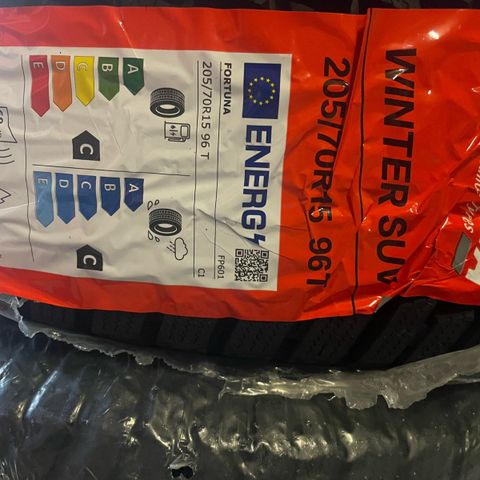 WINTER SUV
205/70R15 96T
ENERG
FORTUNA
FP601
205/70R15 96 T
C1
A
B
C
D
E
C
A
B
C
D
E
C